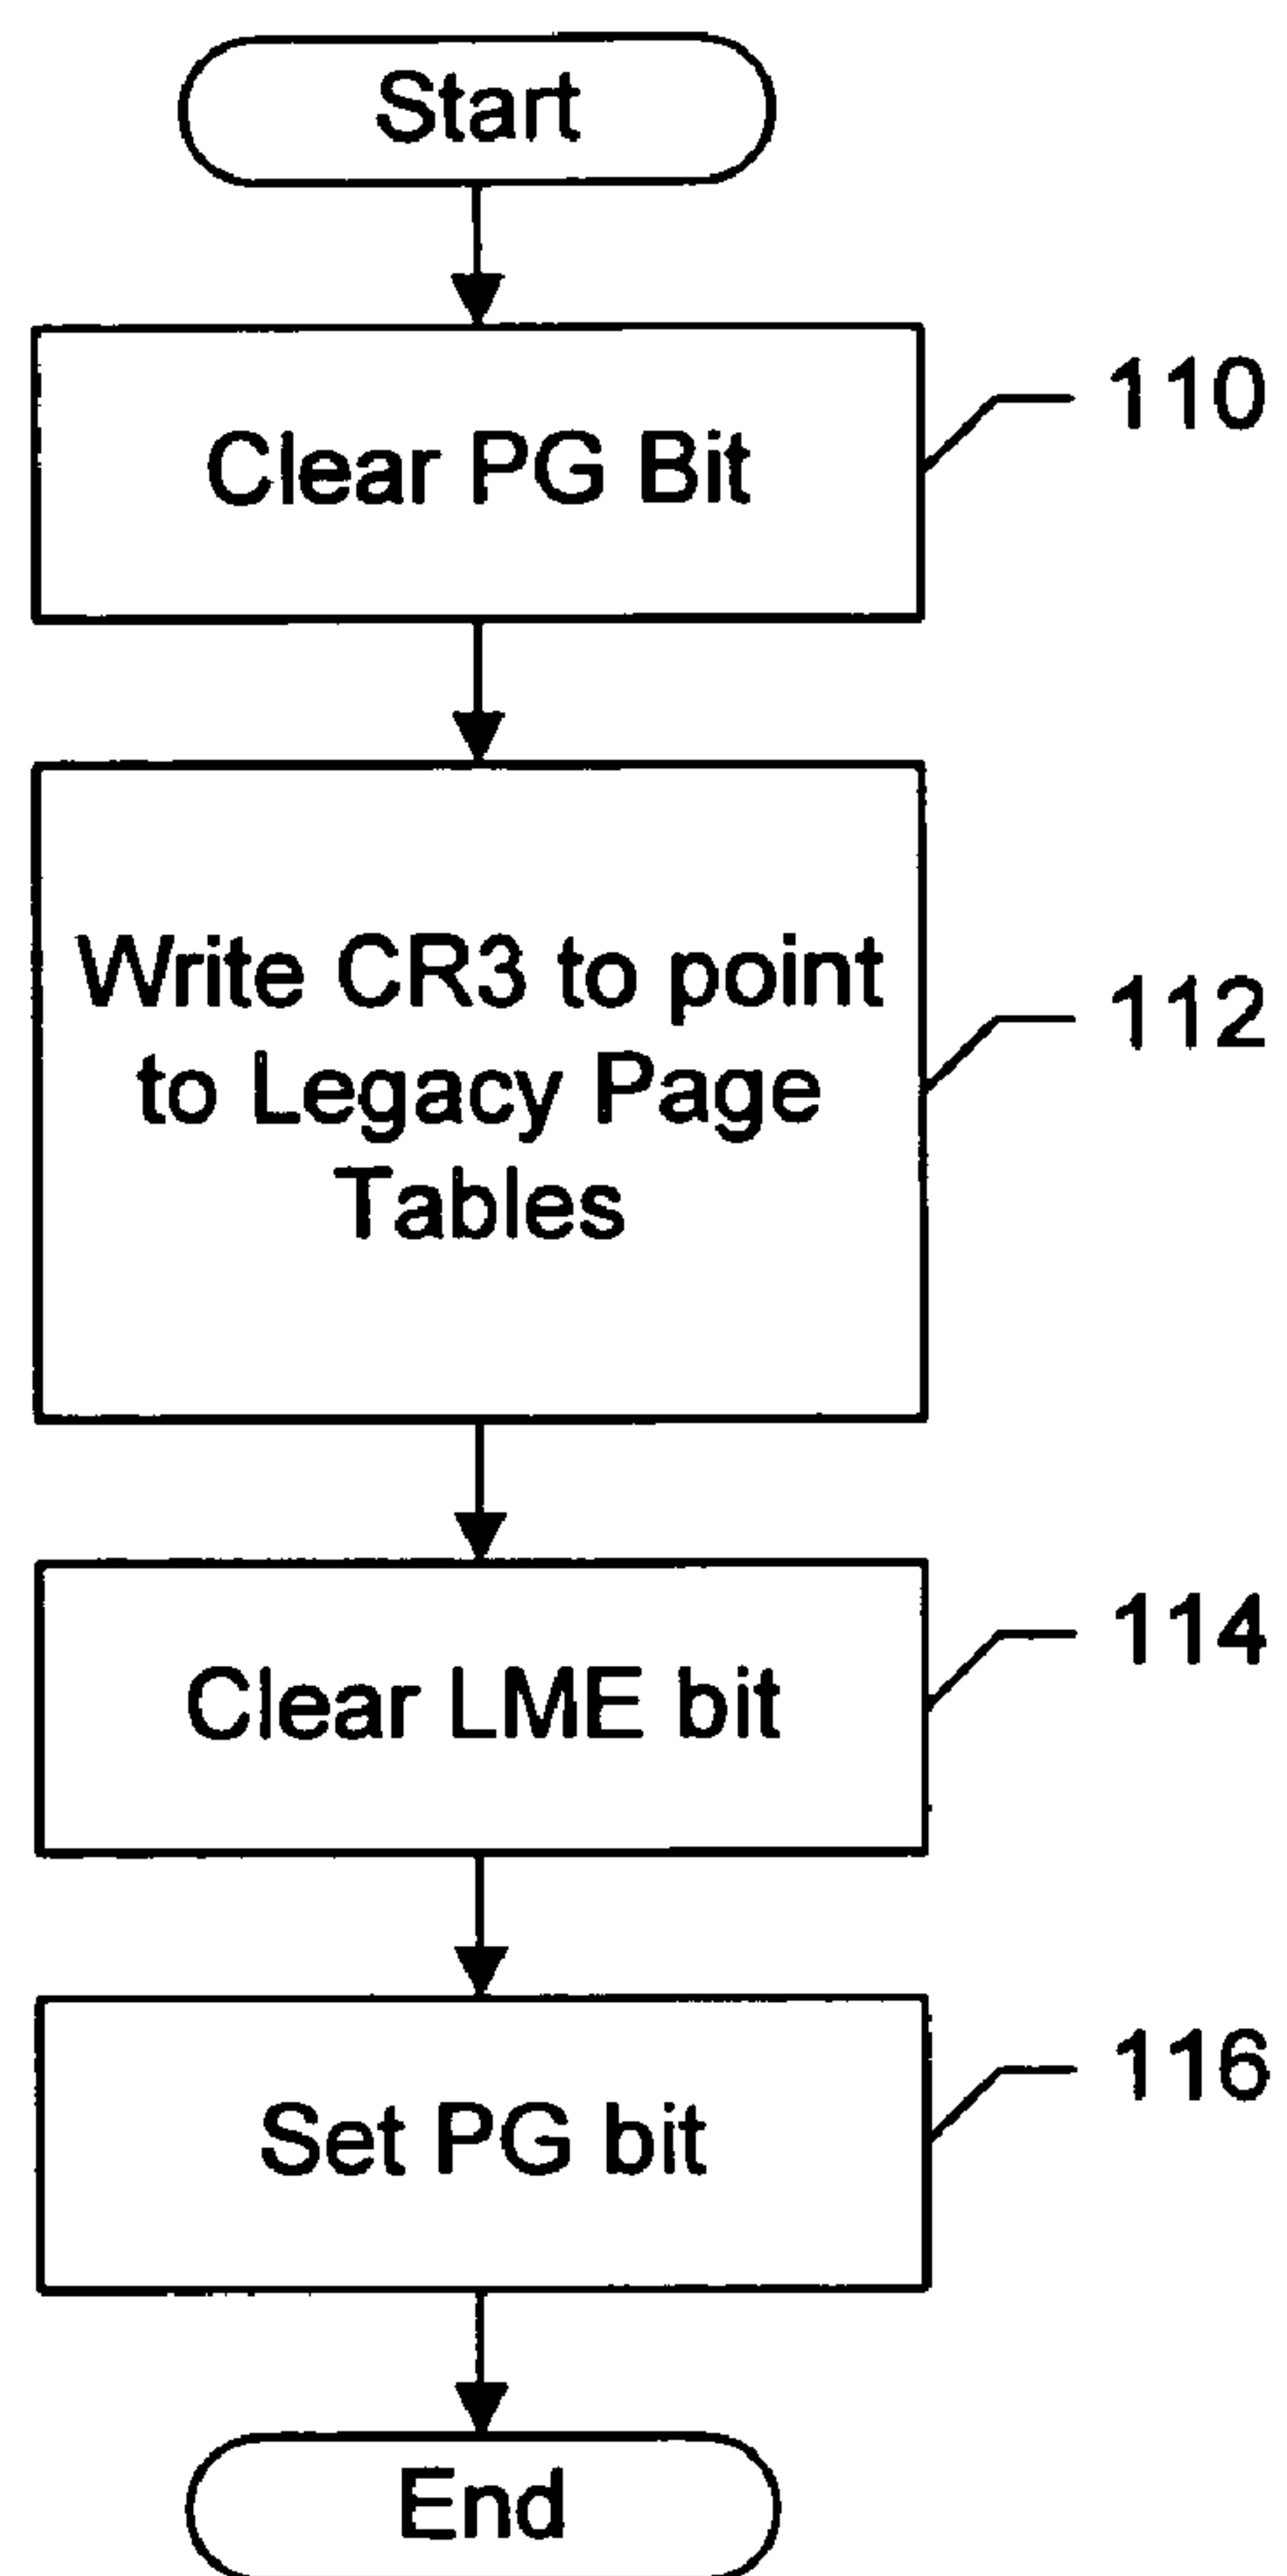 Start
Clear PG Bit
110
Write CR3 to point
to Legacy Page
Tables
112
Clear LME bit
114
Set PG bit
116
End